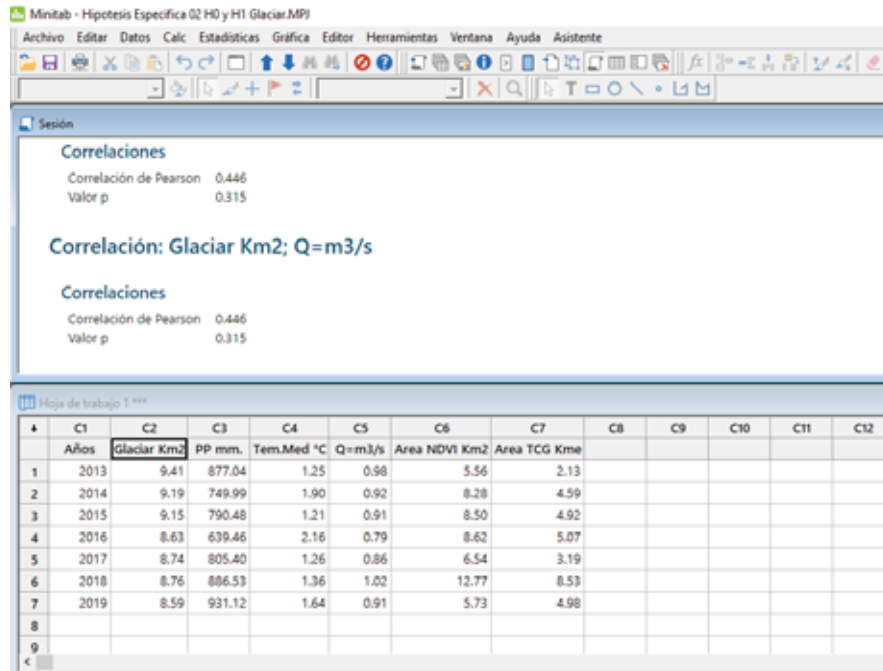 Minitab - Hipotesis Especifica 02 H0 y H1 Glaciar.MPJ
Archivo Editar Datos Calc Estadísticas Gráfica Editor Herramientas Ventana Ayuda Asistente
Sesión
Correlaciones
Correlación de Pearson 0.446
Valor p 0.315
Correlación: Glaciar Km2; Q=m3/s
Correlaciones
Correlación de Pearson 0.446
Valor p 0.315
Hoja de trabajo 1 ***
C1 C2 C3 C4 C5 C6 C7 C8 C9 C10 C11 C12
Años Glaciar Km2 PP mm. Tem.Med °C Q=m3/s Area NDVI Km2 Area TCG Kme
1 2013 9.41 877.04 1.25 0.98 5.56 2.13
2 2014 9.19 749.99 1.90 0.92 8.28 4.59
3 2015 9.15 790.48 1.21 0.91 8.50 4.92
4 2016 8.63 639.46 2.16 0.79 8.62 5.07
5 2017 8.74 805.40 1.26 0.86 6.54 3.19
6 2018 8.76 886.53 1.36 1.02 12.77 8.53
7 2019 8.59 931.12 1.64 0.91 5.73 4.98
8
9